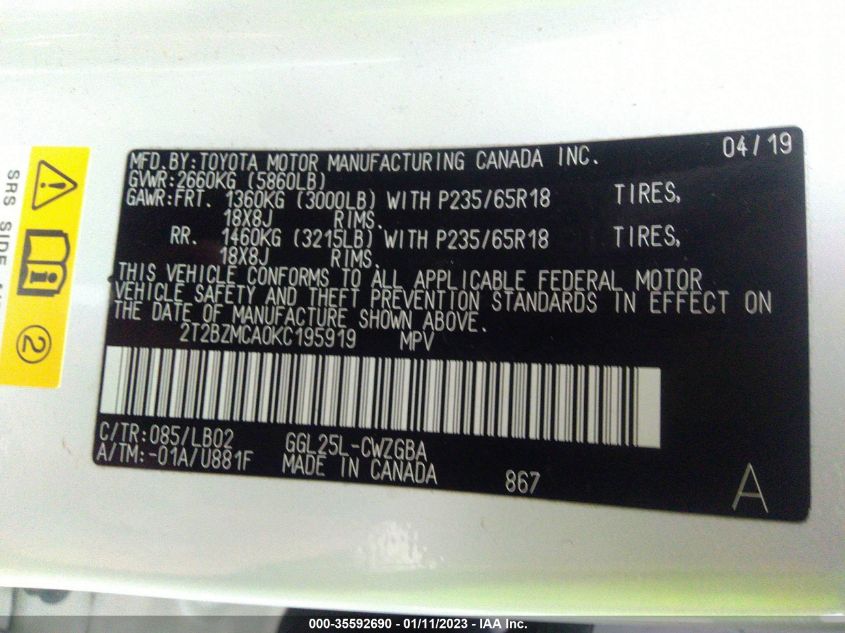 MFD. BY: TOYOTA MOTOR MANUFACTURING CANADA INC. 04/19
GVWR: 2660KG (5860LB)
GAWR: FRT. 1360KG (3000LB) WITH P235/65R18 TIRES,
18X8J RIMS.
RR. 1460KG (3215LB) WITH P235/65R18 TIRES,
18X8J RIMS.
THIS VEHICLE CONFORMS TO ALL APPLICABLE FEDERAL MOTOR
VEHICLE SAFETY AND THEFT PREVENTION STANDARDS IN EFFECT ON
THE DATE OF MANUFACTURE SHOWN ABOVE.
2T2BZMCA0KC195919 MPV
C/TR: 085/LB02 GGL25L-CWZGBA
A/TM: -01A/U881F MADE IN CANADA 867 A
SRS SIDE
2
000-35592690 - 01/11/2023 - IAA Inc.